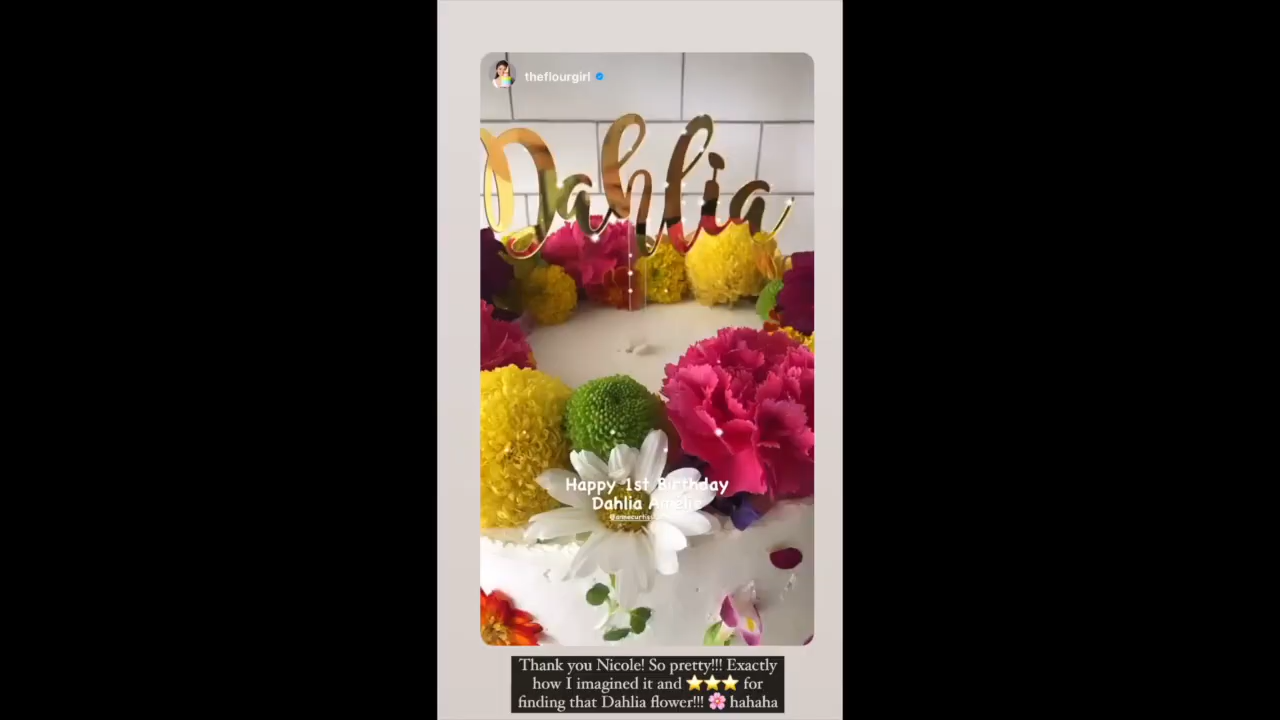 theflourgirl
Dahlia
Happy 1st Birthday
Dahlia Amélie
Thank you Nicole! So pretty!!! Exactly
how I imagined it and ⭐⭐⭐ for
finding that Dahlia flower!!! 🌸 hahaha